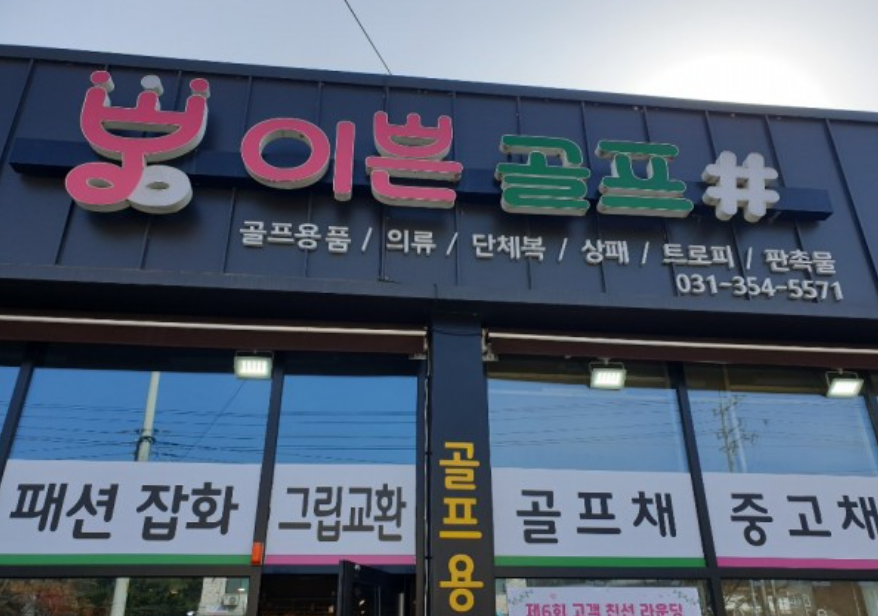 이쁜골프#
골프용품 / 의류 / 단체복 / 상패 / 트로피 / 판촉물
031-354-5571
패션 잡화
그립교환
골프용
골프채
중고채
제6회 고객 친선 라운딩